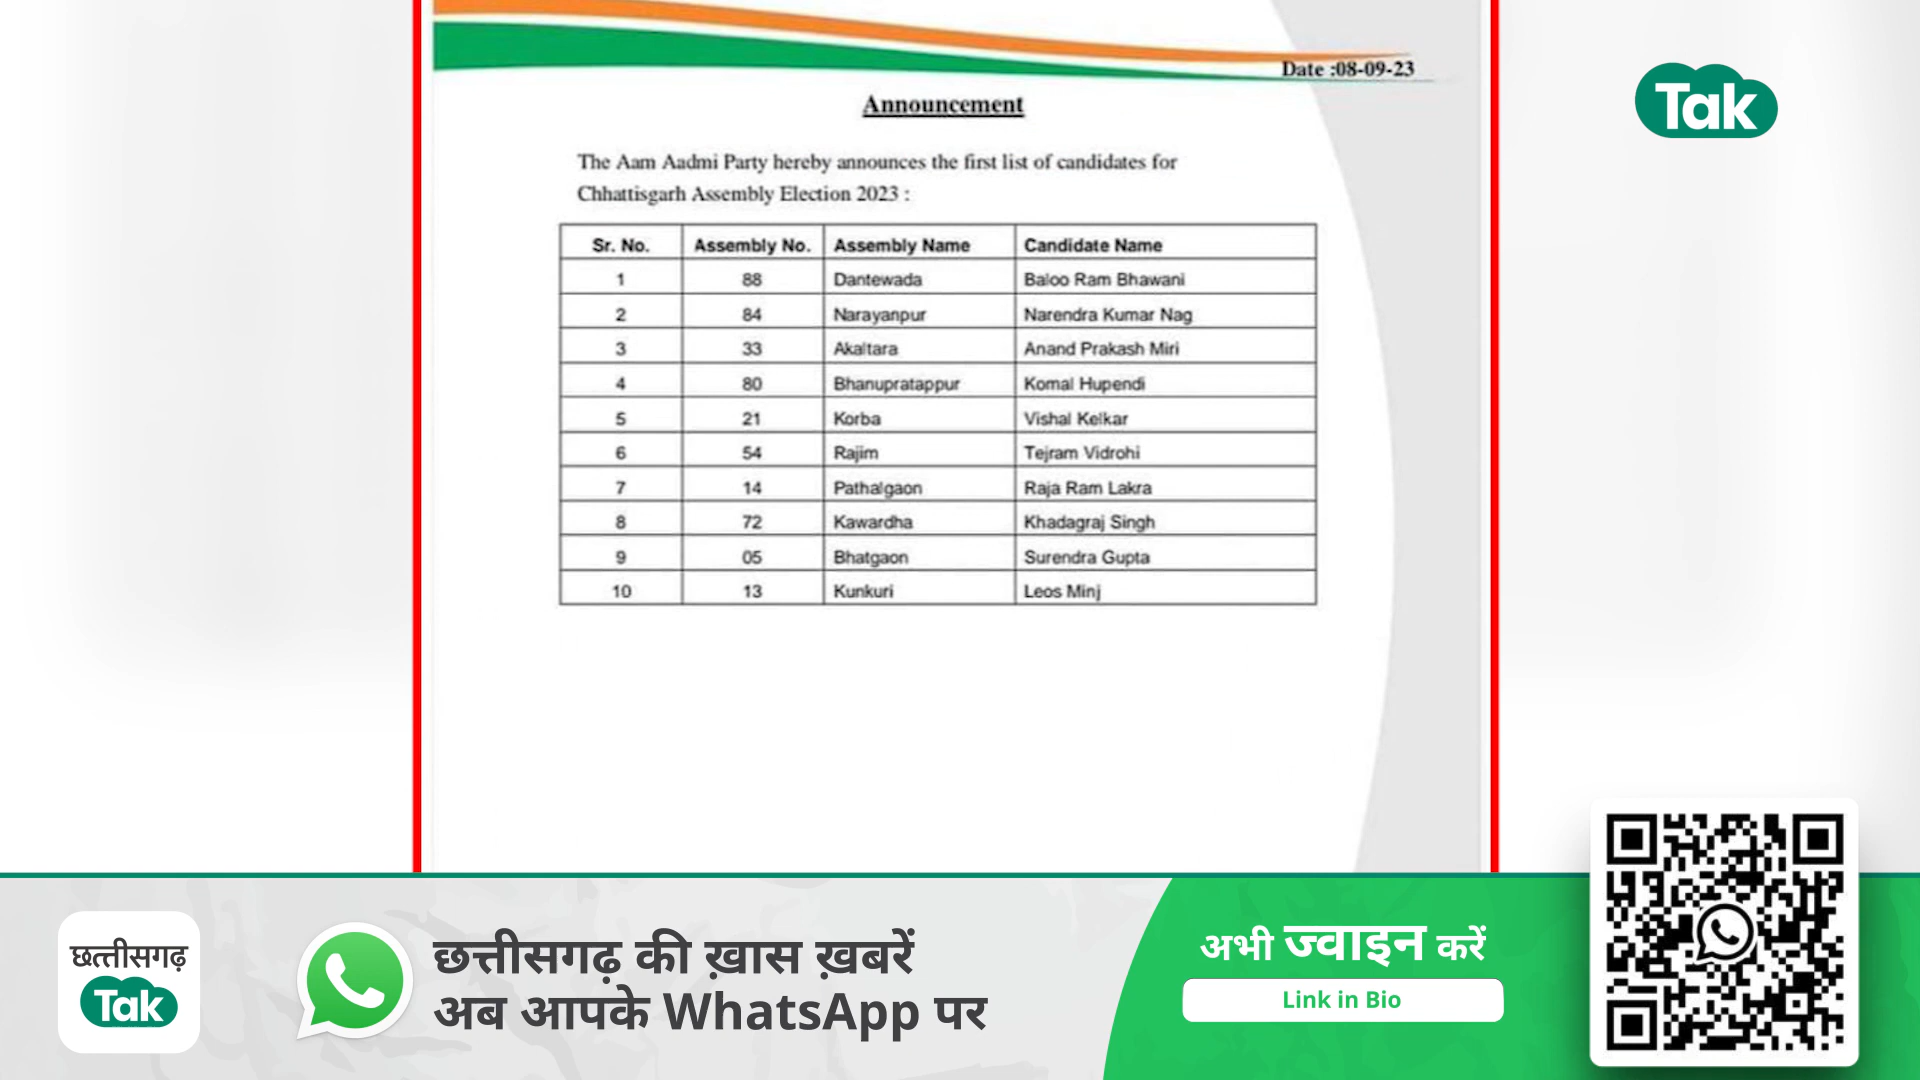 Date :08-09-23
Tak
Announcement
The Aam Aadmi Party hereby announces the first list of candidates for
Chhattisgarh Assembly Election 2023 :
Sr. No. Assembly No. Assembly Name Candidate Name
1 88 Dantewada Baloo Ram Bhawani
2 84 Narayanpur Narendra Kumar Nag
3 33 Akaltara Anand Prakash Miri
4 80 Bhanupratappur Komal Hupendi
5 21 Korba Vishal Kelkar
6 54 Rajim Tejram Vidrohi
7 14 Pathalgaon Raja Ram Lakra
8 72 Kawardha Khadagraj Singh
9 05 Bhatgaon Surendra Gupta
10 13 Kunkuri Leos Minj
छत्तीसगढ़
Tak
छत्तीसगढ़ की ख़ास ख़बरें
अब आपके WhatsApp पर
अभी ज्वाइन करें
Link in Bio